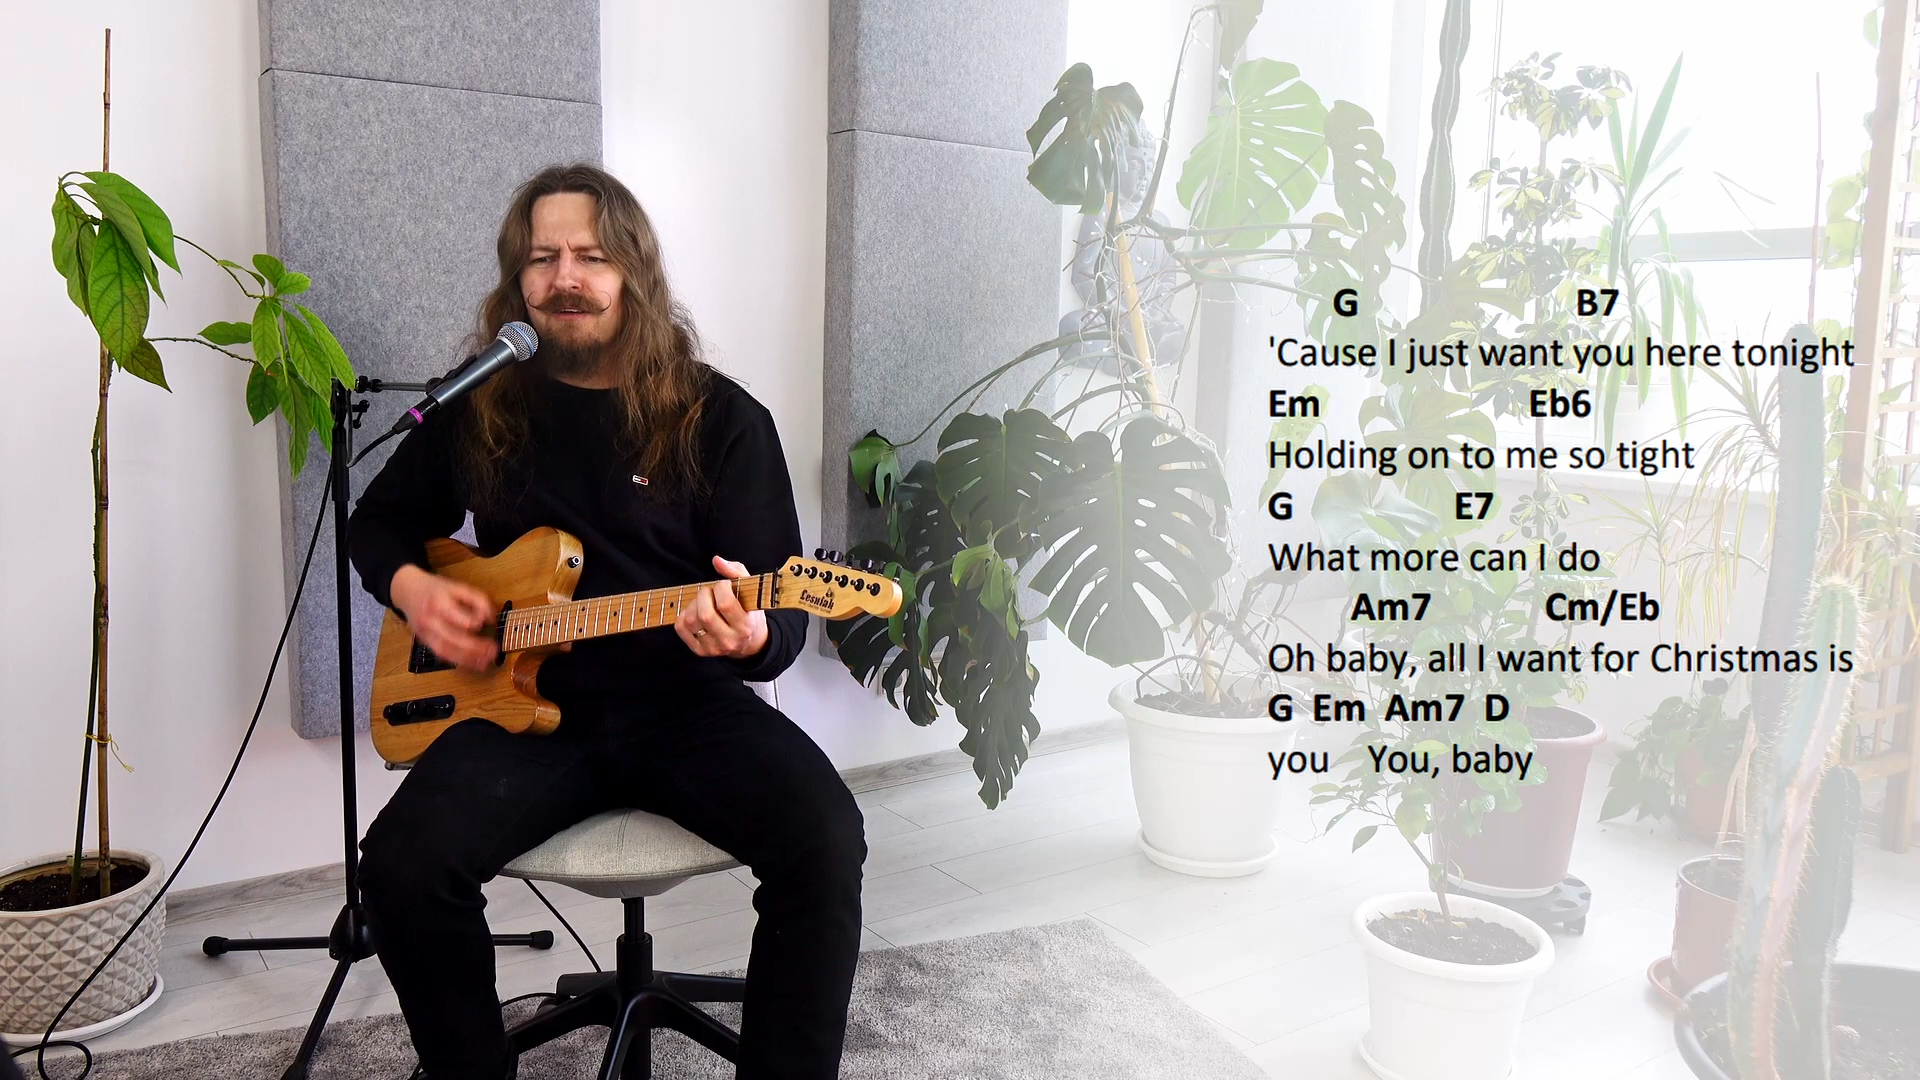 G B7
'Cause I just want you here tonight
Em Eb6
Holding on to me so tight
G E7
What more can I do
Am7 Cm/Eb
Oh baby, all I want for Christmas is
G Em Am7 D
you You, baby
Lesniak